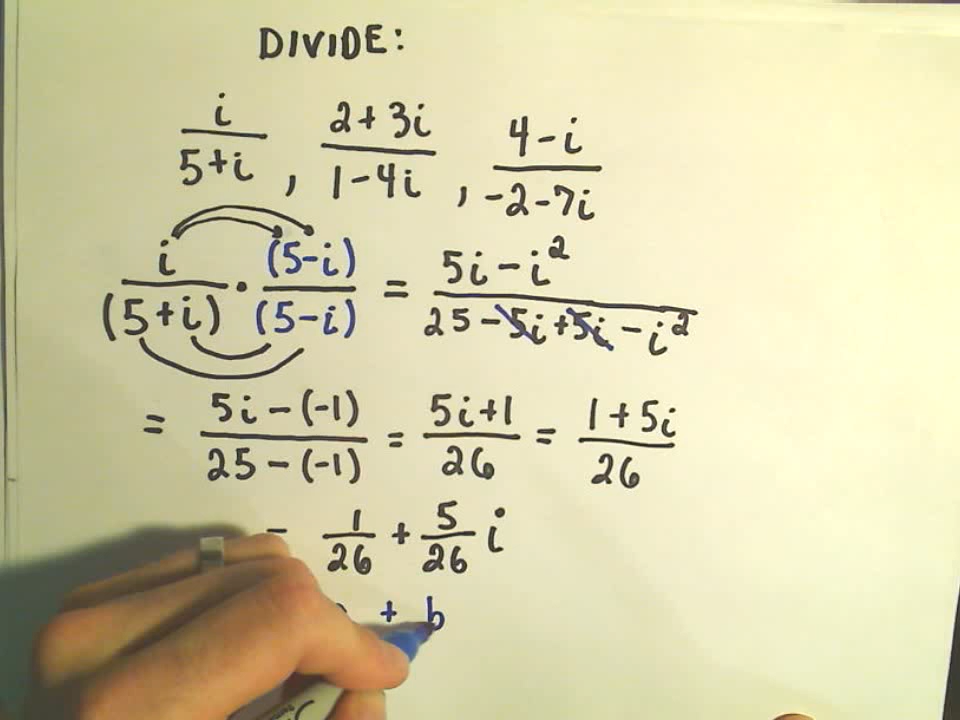 DIVIDE:
i/(5+i) , (2+3i)/(1-4i) , (4-i)/(-2-7i)
i/(5+i) · (5-i)/(5-i) = (5i-i²)/(25-5i+5i-i²)
= (5i-(-1))/(25-(-1)) = (5i+1)/26 = (1+5i)/26
= 1/26 + 5/26 i
+ b